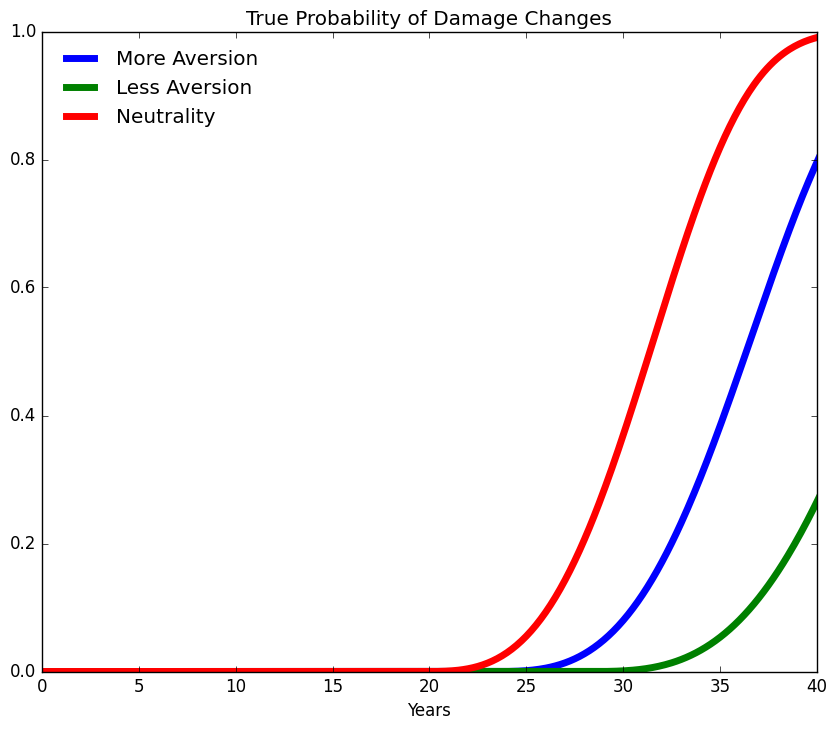 True Probability of Damage Changes
1.0
More Aversion
Less Aversion
Neutrality
0.8
0.6
0.4
0.2
0.0
0 5 10 15 20 25 30 35 40
Years